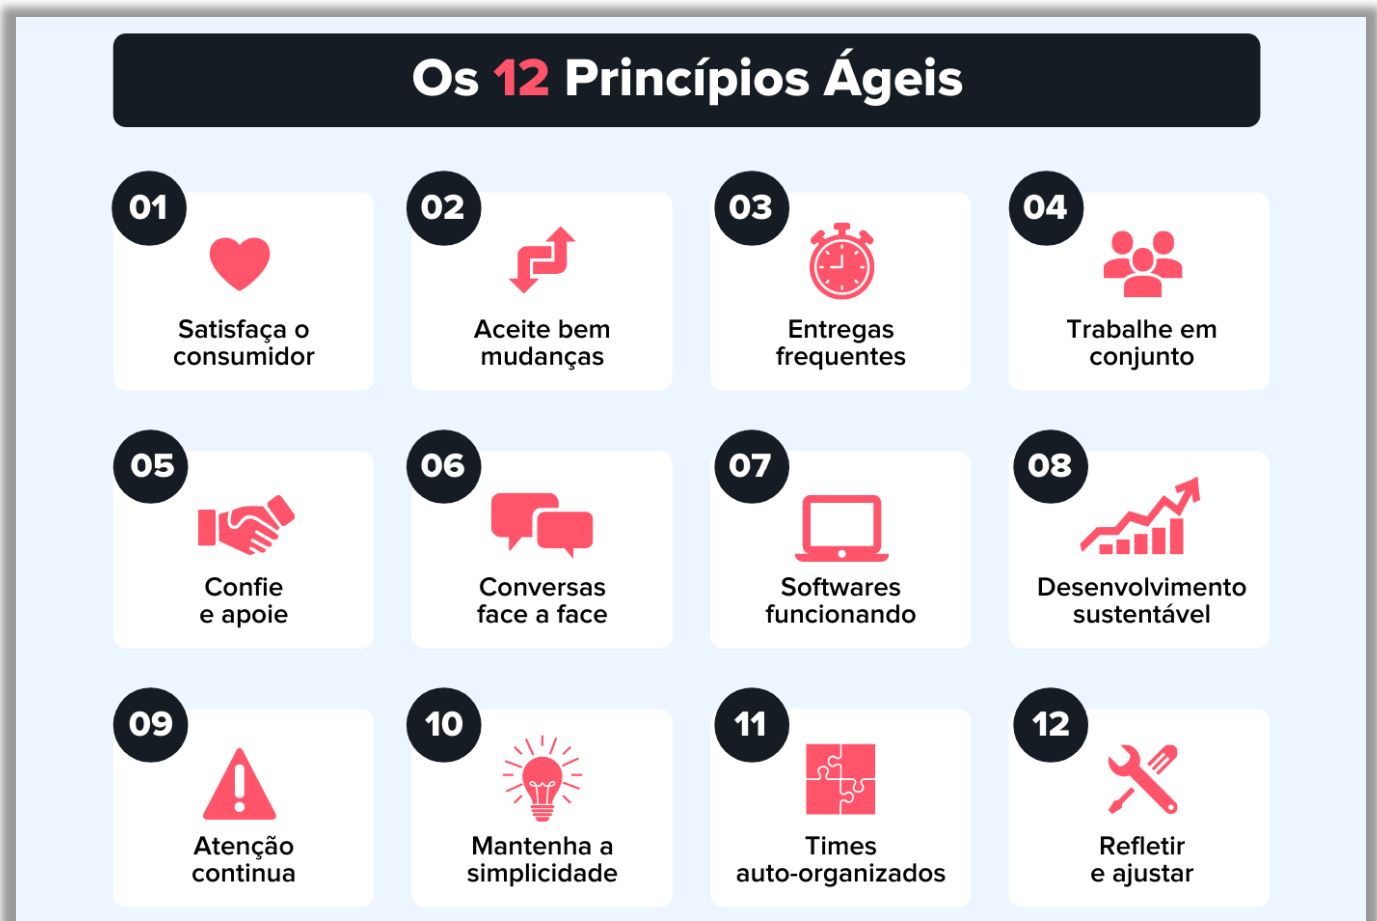 Os 12 Princípios Ágeis
01
Satisfaça o
consumidor
02
Aceite bem
mudanças
03
Entregas
frequentes
04
Trabalhe em
conjunto
05
Confie
e apoie
06
Conversas
face a face
07
Softwares
funcionando
08
Desenvolvimento
sustentável
09
Atenção
continua
10
Mantenha a
simplicidade
11
Times
auto-organizados
12
Refletir
e ajustar